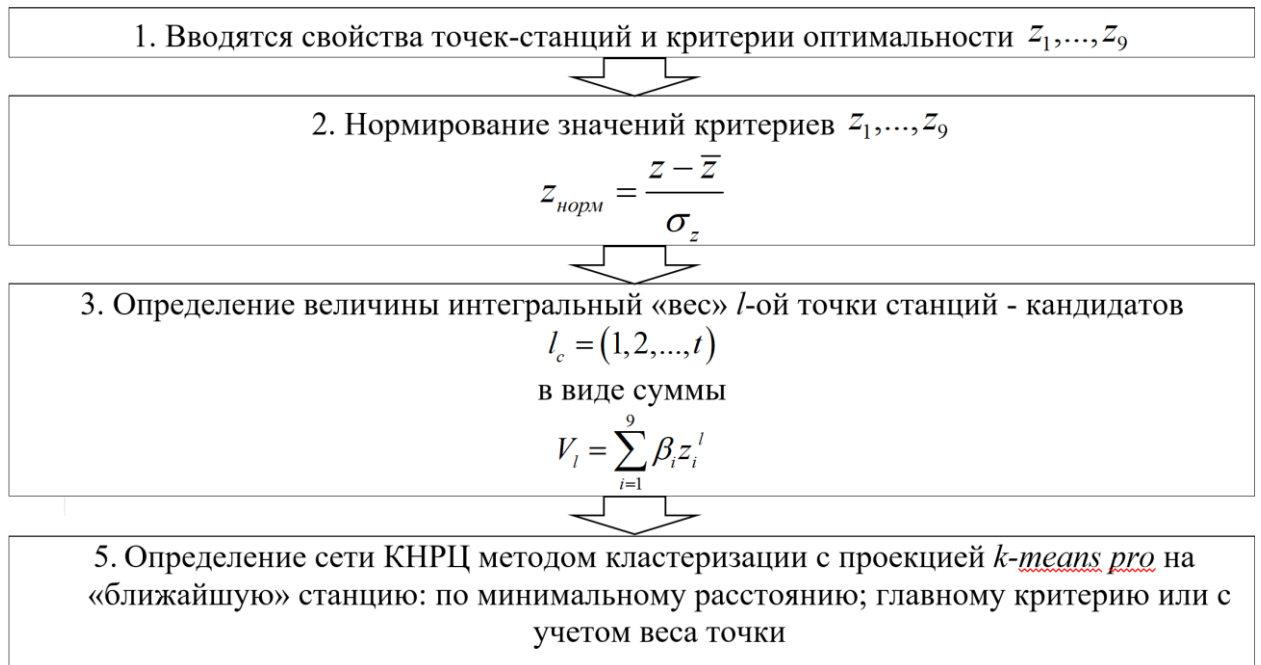 1. Вводятся свойства точек-станций и критерии оптимальности z₁,...,z₉
2. Нормирование значений критериев z₁,...,z₉
z_норм = (z − z̅) / σ_z
3. Определение величины интегральный «вес» l-ой точки станций - кандидатов
l_c = (1,2,...,t)
в виде суммы
V_l = ∑_{i=1}^{9} β_i z_i^l
5. Определение сети КНРЦ методом кластеризации с проекцией k-means pro на
«ближайшую» станцию: по минимальному расстоянию; главному критерию или с
учетом веса точки